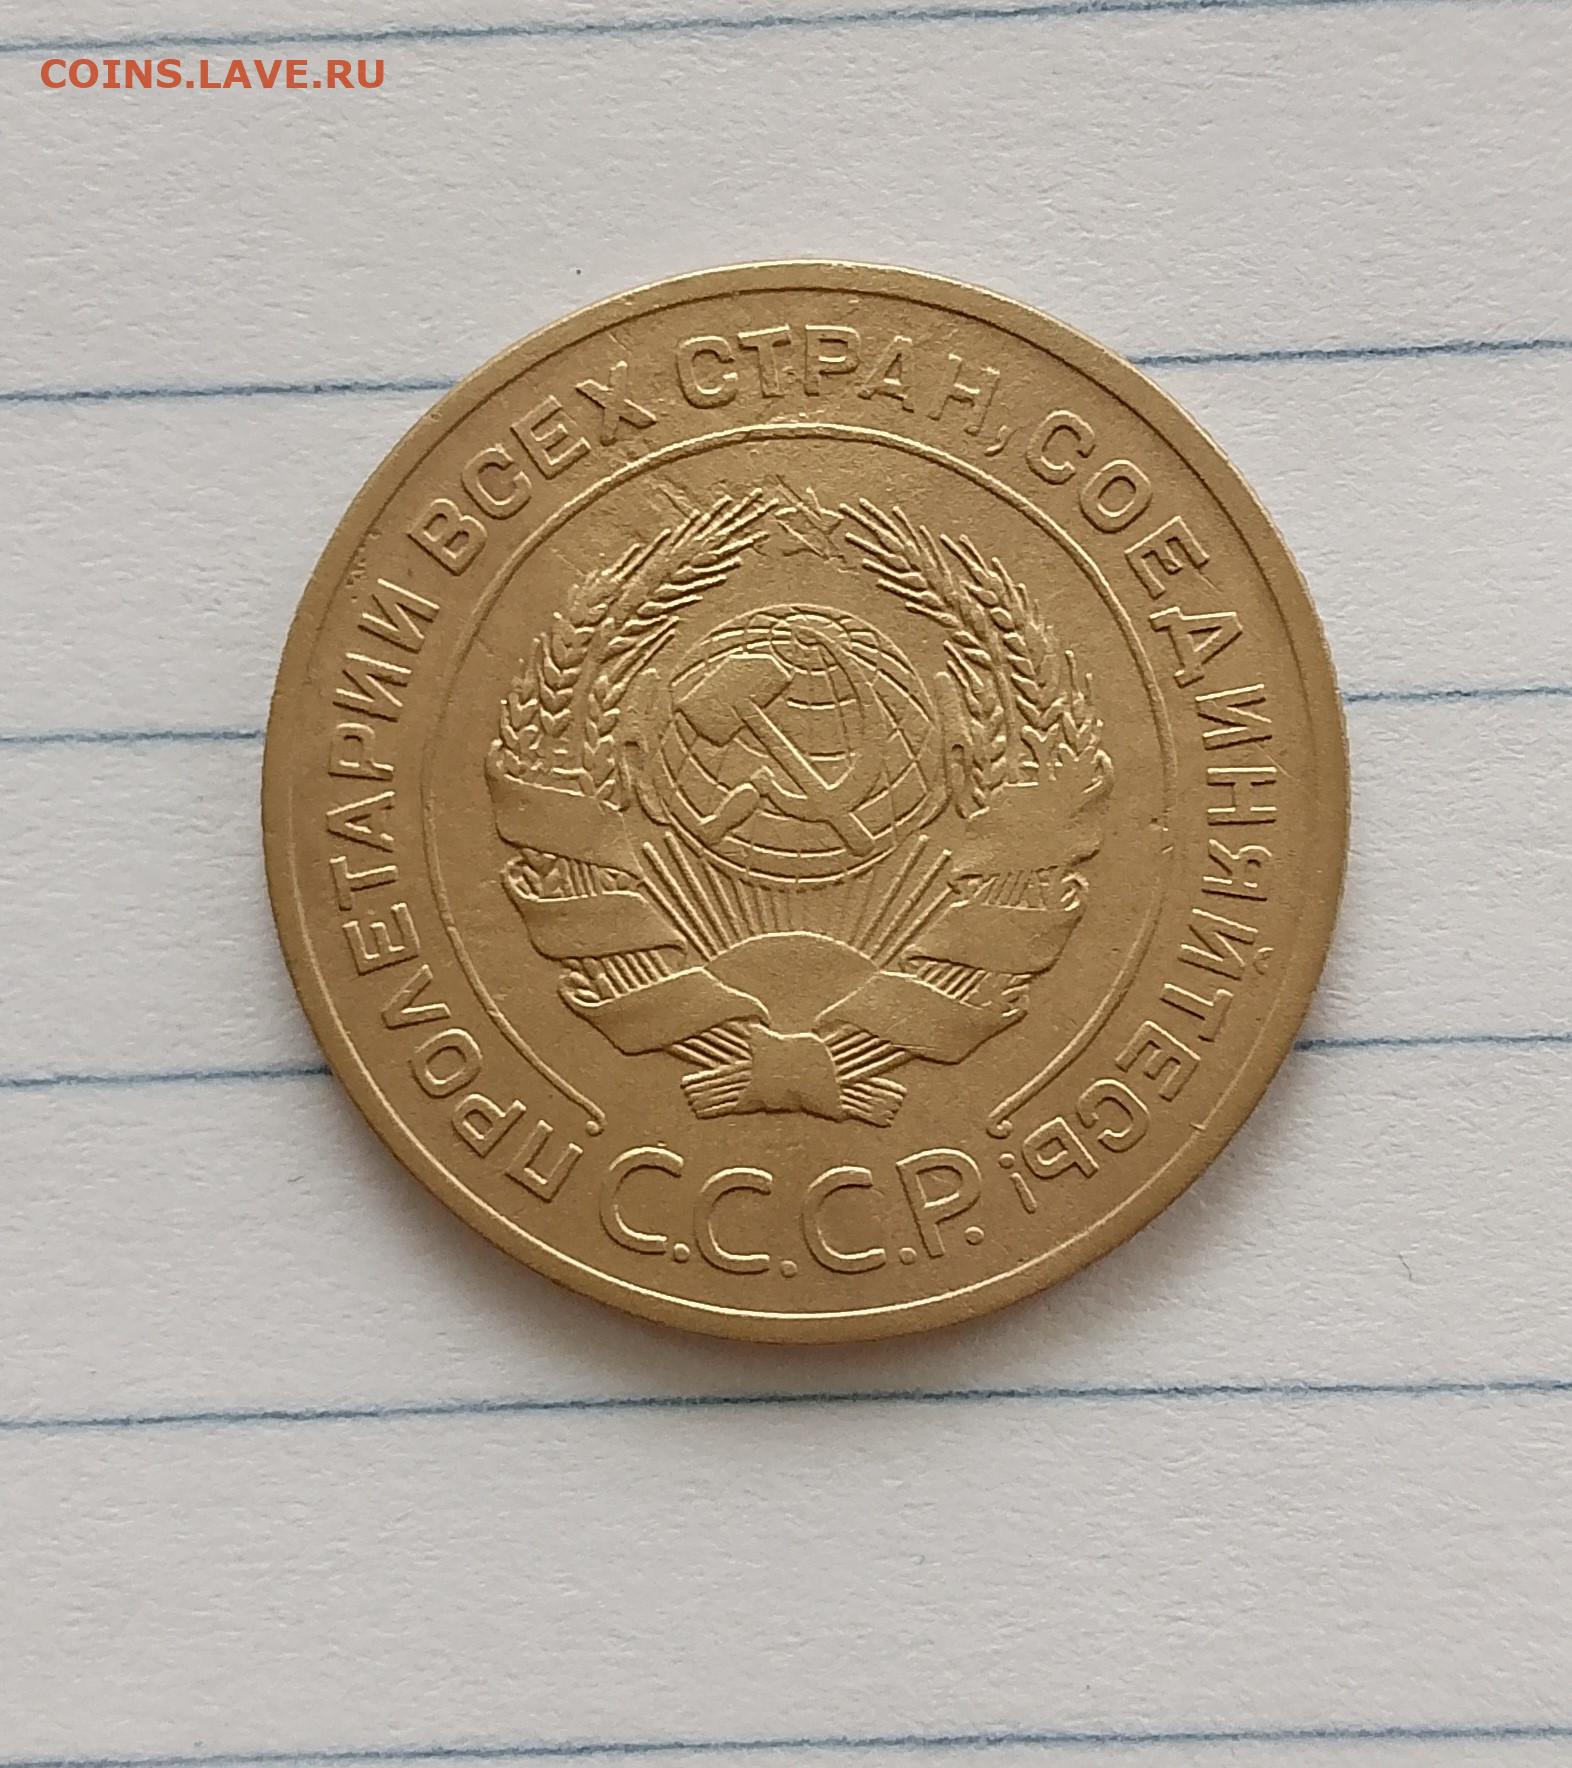 COINS.LAVE.RU
ПРОЛЕТАРИИ ВСЕХ СТРАН, СОЕДИНЯЙТЕСЬ!
С.С.С.Р.